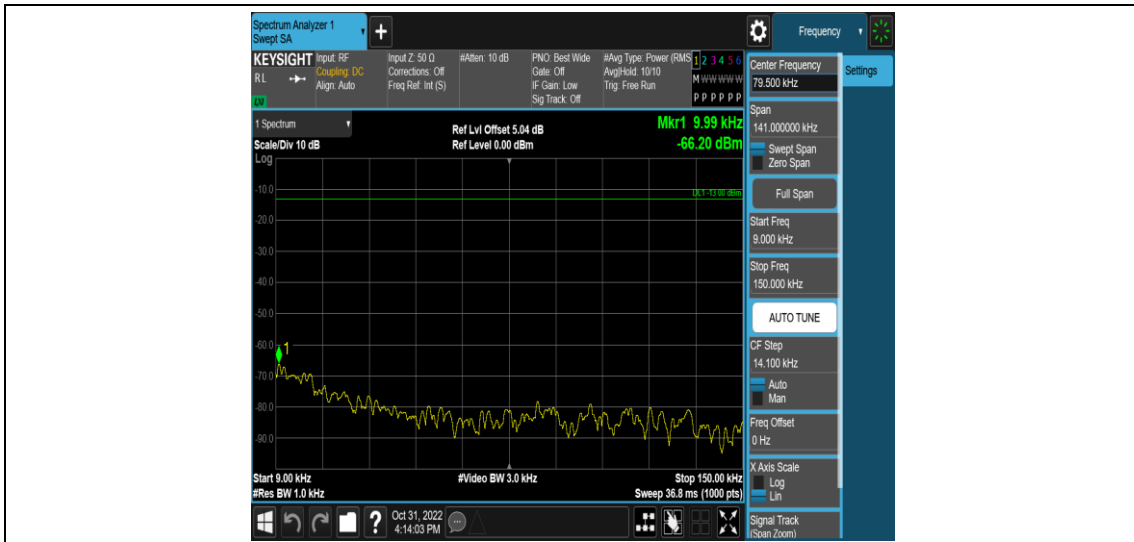 Spectrum Analyzer 1
Swept SA
+
Frequency
KEYSIGHT
RL
LXI
Input: RF
Coupling: DC
Align: Auto
Input Z: 50 Ω
Corrections: Off
Freq Ref: Int (S)
#Atten: 10 dB
PNO: Best Wide
Gate: Off
IF Gain: Low
Sig Track: Off
#Avg Type: Power (RMS
Avg|Hold: 10/10
Trig: Free Run
1 2 3 4 5 6
M W W W W W
P P P P P P
1 Spectrum
Scale/Div 10 dB
Log
Ref Lvl Offset 5.04 dB
Ref Level 0.00 dBm
Mkr1 9.99 kHz
-66.20 dBm
DL1 -13.00 dBm
-10.0
-20.0
-30.0
-40.0
-50.0
-60.0
1
-70.0
-80.0
-90.0
Start 9.00 kHz
#Res BW 1.0 kHz
#Video BW 3.0 kHz
Stop 150.00 kHz
Sweep 36.8 ms (1000 pts)
Center Frequency
79.500 kHz
Settings
Span
141.000000 kHz
Swept Span
Zero Span
Full Span
Start Freq
9.000 kHz
Stop Freq
150.000 kHz
AUTO TUNE
CF Step
14.100 kHz
Auto
Man
Freq Offset
0 Hz
X Axis Scale
Log
Lin
Signal Track
(Span Zoom)
?
Oct 31, 2022
4:14:03 PM